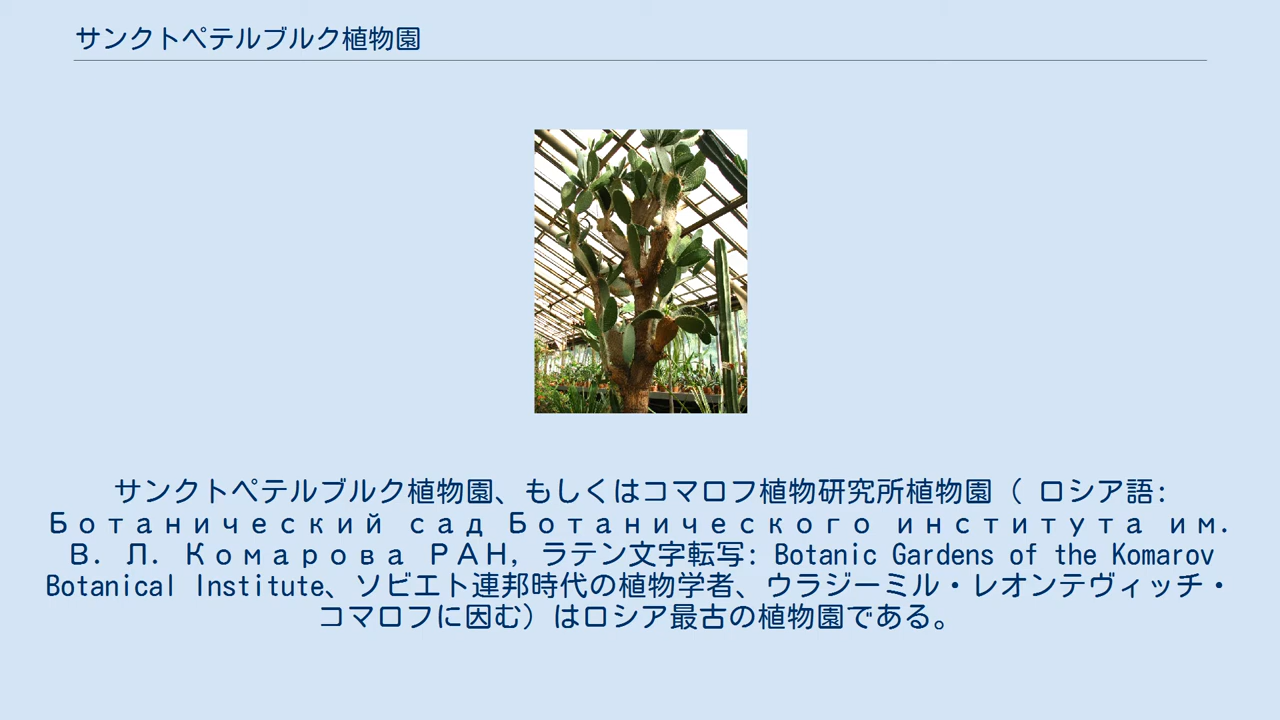 サンクトペテルブルク植物園
サンクトペテルブルク植物園、もしくはコマロフ植物研究所植物園（ ロシア語:
Ботанический сад Ботанического института им.
В. Л. Комарова РАН, ラテン文字転写: Botanic Gardens of the Komarov
Botanical Institute、ソビエト連邦時代の植物学者、ウラジーミル・レオンテヴィッチ・
コマロフに因む）はロシア最古の植物園である。